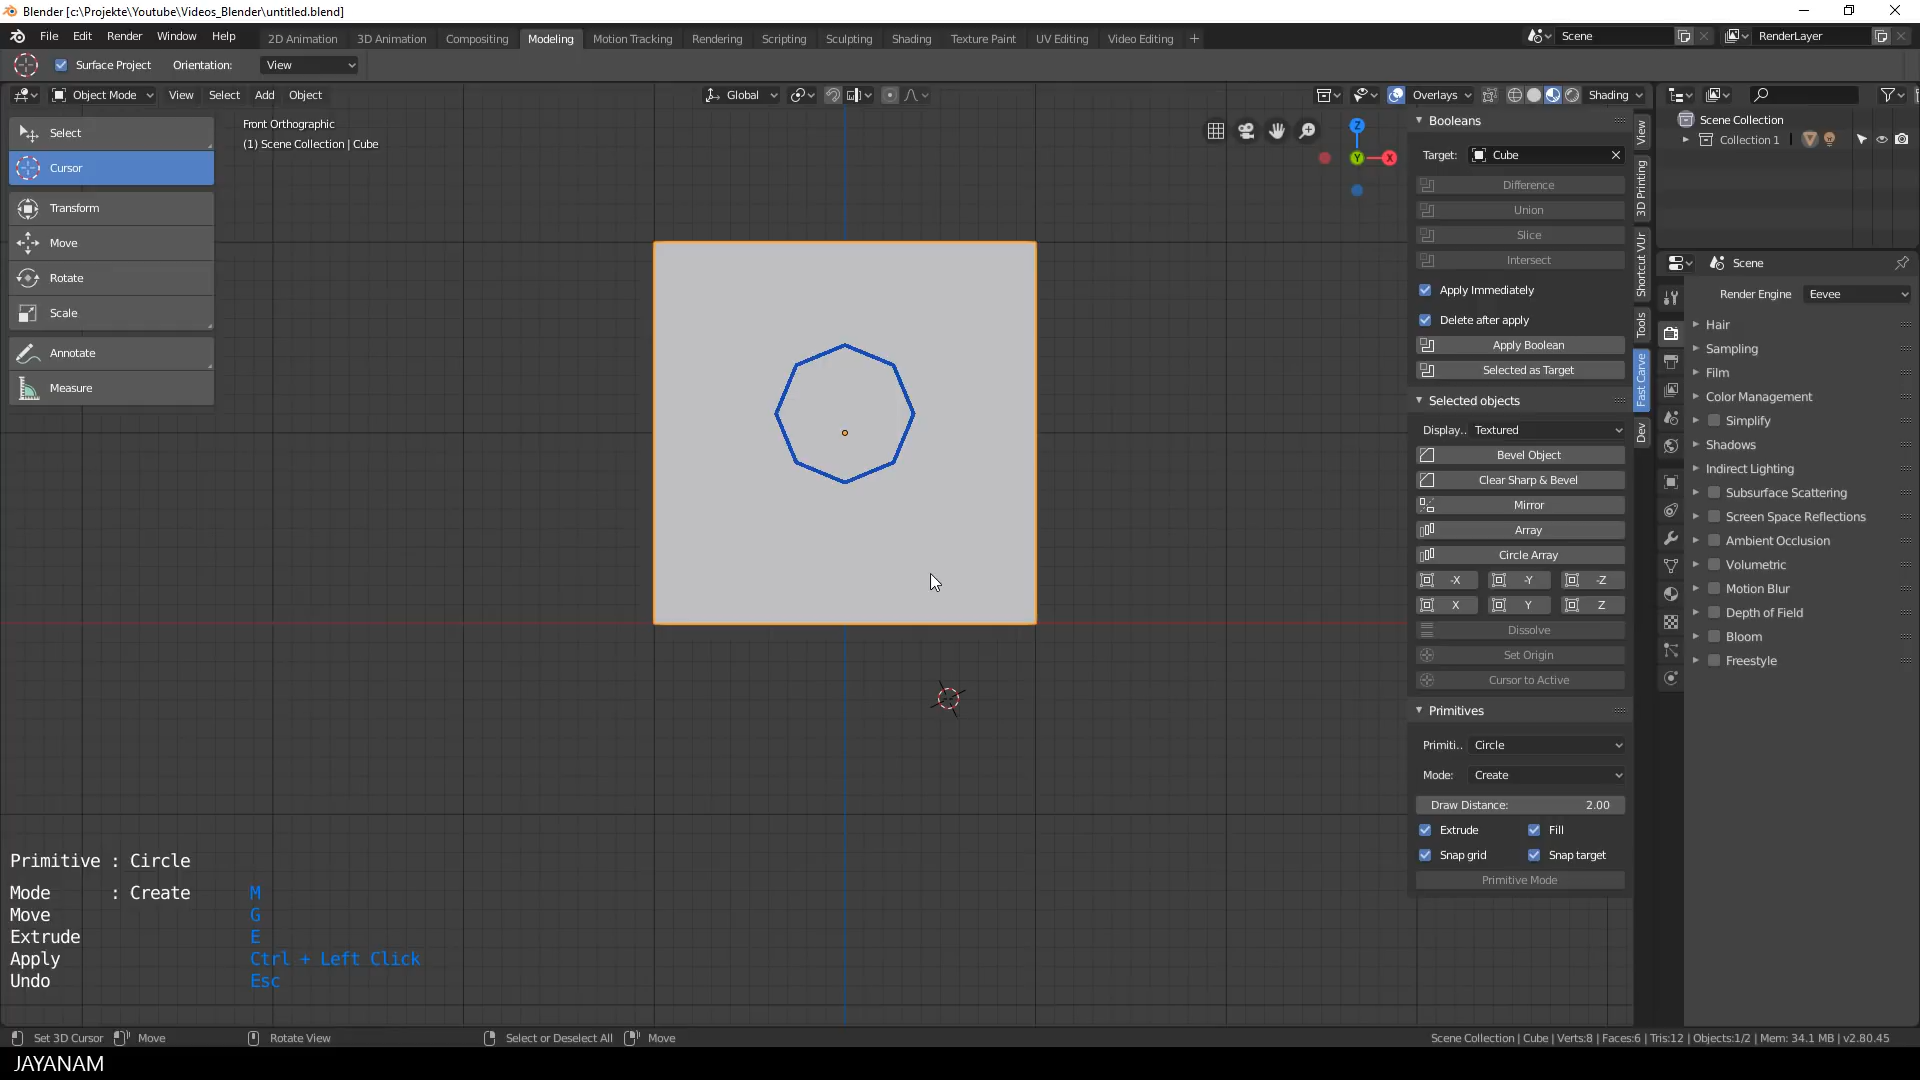 Blender [c:\Projekte\Youtube\Videos_Blender\untitled.blend]
File Edit Render Window Help 2D Animation 3D Animation Compositing Modeling Motion Tracking Rendering Scripting Sculpting Shading Texture Paint UV Editing Video Editing + Scene RenderLayer
Surface Project Orientation: View
Object Mode View Select Add Object Global Overlays Shading
Front Orthographic
(1) Scene Collection | Cube
Select
Cursor
Transform
Move
Rotate
Scale
Annotate
Measure
Z
Y
X
Booleans
Target: Cube
Difference
Union
Slice
Intersect
Apply Immediately
Delete after apply
Apply Boolean
Selected as Target
Selected objects
Display.. Textured
Bevel Object
Clear Sharp & Bevel
Mirror
Array
Circle Array
-X -Y -Z
X Y Z
Dissolve
Set Origin
Cursor to Active
Primitives
Primiti.. Circle
Mode: Create
Draw Distance: 2.00
Extrude Fill
Snap grid Snap target
Primitive Mode
View
3D Printing
Shortcut VUr
Tools
Fast Carve
Dev
Scene Collection
Collection 1
Scene
Render Engine Eevee
Hair
Sampling
Film
Color Management
Simplify
Shadows
Indirect Lighting
Subsurface Scattering
Screen Space Reflections
Ambient Occlusion
Volumetric
Motion Blur
Depth of Field
Bloom
Freestyle
Primitive : Circle
Mode : Create M
Move G
Extrude E
Apply Ctrl + Left Click
Undo Esc
Set 3D Cursor Move Rotate View Select or Deselect All Move Scene Collection | Cube | Verts:8 | Faces:6 | Tris:12 | Objects:1/2 | Mem: 34.1 MB | v2.80.45
JAYANAM